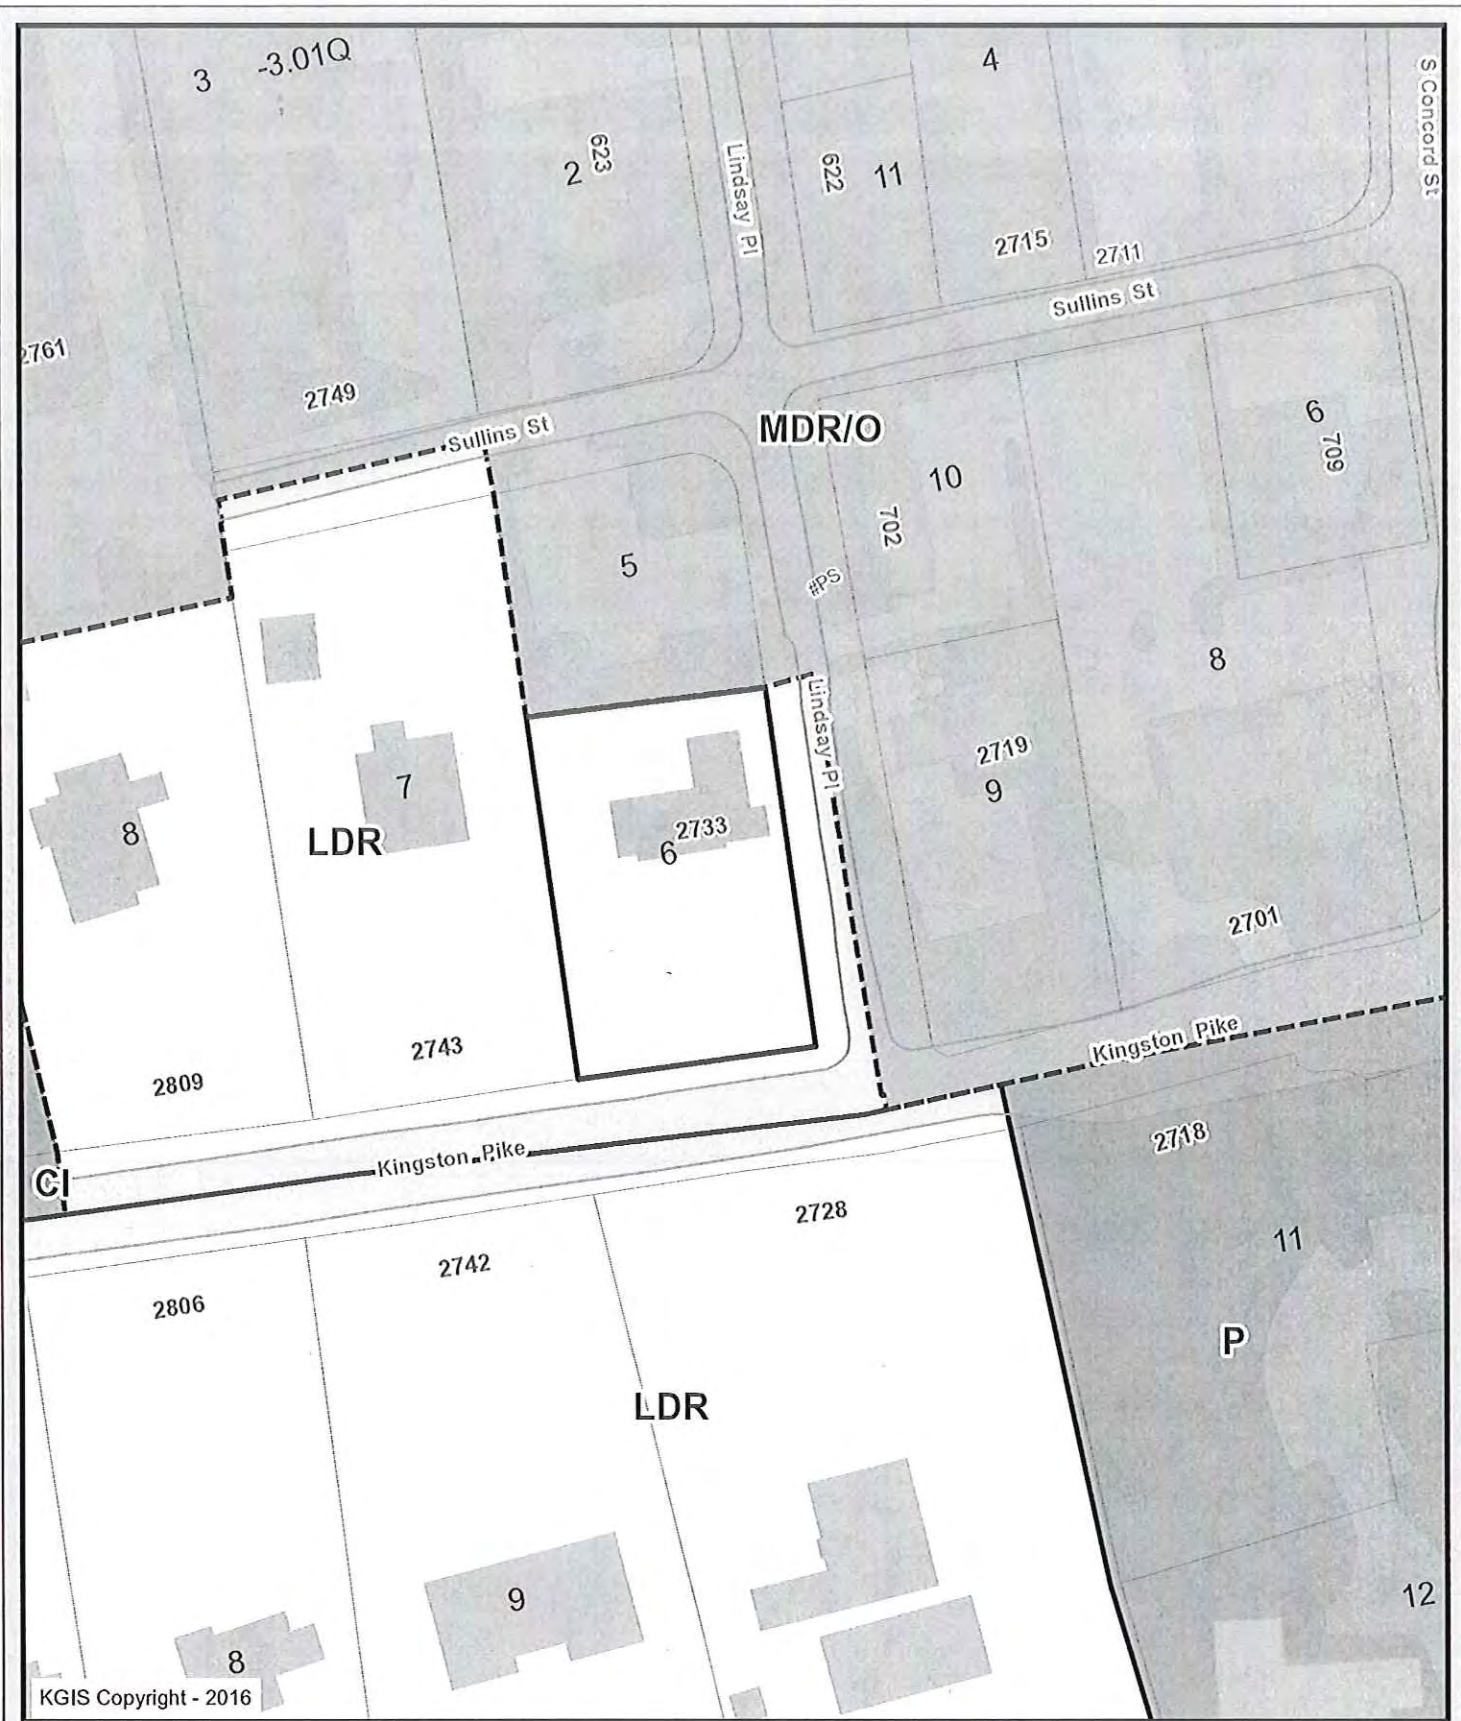 3
-3.01Q
4
S Concord St
2
623
Lindsay Pl
622
11
2715
2711
Sullins St
2761
2749
Sullins St
MDR/O
6
709
10
702
5
#PS
8
Lindsay Pl
2719
9
7
8
LDR
2733
6
2701
2743
Kingston Pike
2809
2718
Kingston Pike
CI
2728
11
2742
2806
P
LDR
12
9
8
KGIS Copyright - 2016